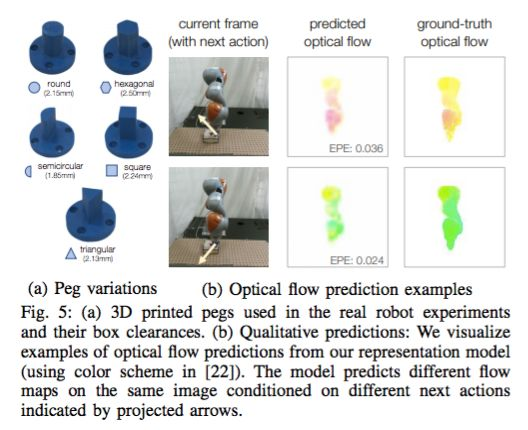 current frame
(with next action)
predicted
optical flow
ground-truth
optical flow
round
(2.15mm)
hexagonal
(2.50mm)
semicircular
(1.85mm)
square
(2.24mm)
triangular
(2.13mm)
EPE: 0.036
EPE: 0.024
(a) Peg variations
(b) Optical flow prediction examples
Fig. 5: (a) 3D printed pegs used in the real robot experiments
and their box clearances. (b) Qualitative predictions: We visualize
examples of optical flow predictions from our representation model
(using color scheme in [22]). The model predicts different flow
maps on the same image conditioned on different next actions
indicated by projected arrows.